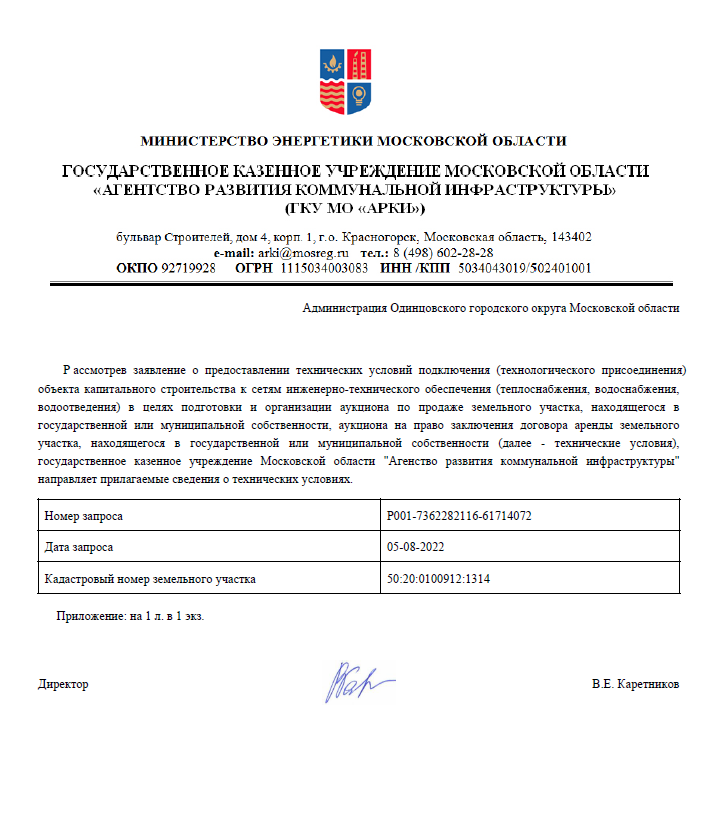 МИНИСТЕРСТВО ЭНЕРГЕТИКИ МОСКОВСКОЙ ОБЛАСТИ
ГОСУДАРСТВЕННОЕ КАЗЕННОЕ УЧРЕЖДЕНИЕ МОСКОВСКОЙ ОБЛАСТИ
«АГЕНТСТВО РАЗВИТИЯ КОММУНАЛЬНОЙ ИНФРАСТРУКТУРЫ»
(ГКУ МО «АРКИ»)
бульвар Строителей, дом 4, корп. 1, г.о. Красногорск, Московская область, 143402
e-mail: arki@mosreg.ru тел.: 8 (498) 602-28-28
ОКПО 92719928 ОГРН 1115034003083 ИНН /КПП 5034043019/502401001
Администрация Одинцовского городского округа Московской области
Р ассмотрев заявление о предоставлении технических условий подключения (технологического присоединения)
объекта капитального строительства к сетям инженерно-технического обеспечения (теплоснабжения, водоснабжения,
водоотведения) в целях подготовки и организации аукциона по продаже земельного участка, находящегося в
государственной или муниципальной собственности, аукциона на право заключения договора аренды земельного
участка, находящегося в государственной или муниципальной собственности (далее - технические условия),
государственное казенное учреждение Московской области "Агенство развития коммунальной инфраструктуры"
направляет прилагаемые сведения о технических условиях.
Номер запроса P001-7362282116-61714072
Дата запроса 05-08-2022
Кадастровый номер земельного участка 50:20:0100912:1314
Приложение: на 1 л. в 1 экз.
Директор В.Е. Каретников